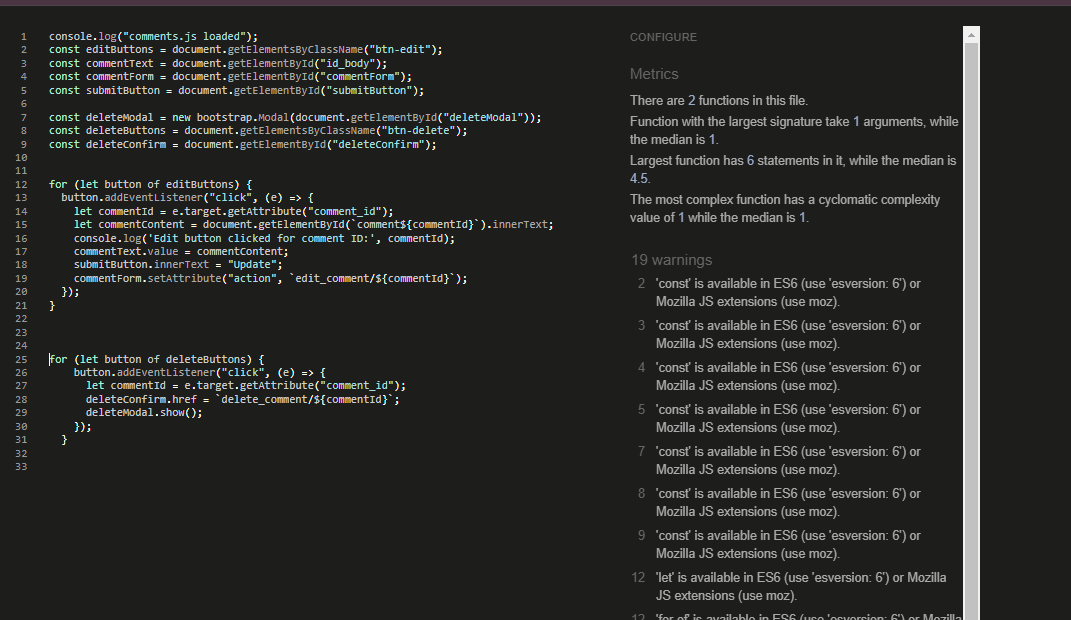 1 console.log("comments.js loaded");
2 const editButtons = document.getElementsByClassName("btn-edit");
3 const commentText = document.getElementById("id_body");
4 const commentForm = document.getElementById("commentForm");
5 const submitButton = document.getElementById("submitButton");
6
7 const deleteModal = new bootstrap.Modal(document.getElementById("deleteModal"));
8 const deleteButtons = document.getElementsByClassName("btn-delete");
9 const deleteConfirm = document.getElementById("deleteConfirm");
10
11
12 for (let button of editButtons) {
13 button.addEventListener("click", (e) => {
14 let commentId = e.target.getAttribute("comment_id");
15 let commentContent = document.getElementById(`comment${commentId}`).innerText;
16 console.log('Edit button clicked for comment ID:', commentId);
17 commentText.value = commentContent;
18 submitButton.innerText = "Update";
19 commentForm.setAttribute("action", `edit_comment/${commentId}`);
20 });
21 }
22
23
24
25 for (let button of deleteButtons) {
26 button.addEventListener("click", (e) => {
27 let commentId = e.target.getAttribute("comment_id");
28 deleteConfirm.href = `delete_comment/${commentId}`;
29 deleteModal.show();
30 });
31 }
32
33
CONFIGURE
Metrics
There are 2 functions in this file.
Function with the largest signature take 1 arguments, while
the median is 1.
Largest function has 6 statements in it, while the median is
4.5.
The most complex function has a cyclomatic complexity
value of 1 while the median is 1.
19 warnings
2 'const' is available in ES6 (use 'esversion: 6') or
Mozilla JS extensions (use moz).
3 'const' is available in ES6 (use 'esversion: 6') or
Mozilla JS extensions (use moz).
4 'const' is available in ES6 (use 'esversion: 6') or
Mozilla JS extensions (use moz).
5 'const' is available in ES6 (use 'esversion: 6') or
Mozilla JS extensions (use moz).
7 'const' is available in ES6 (use 'esversion: 6') or
Mozilla JS extensions (use moz).
8 'const' is available in ES6 (use 'esversion: 6') or
Mozilla JS extensions (use moz).
9 'const' is available in ES6 (use 'esversion: 6') or
Mozilla JS extensions (use moz).
12 'let' is available in ES6 (use 'esversion: 6') or Mozilla
JS extensions (use moz).
12 'for of' is available in ES6 (use 'esversion: 6') or Mozilla